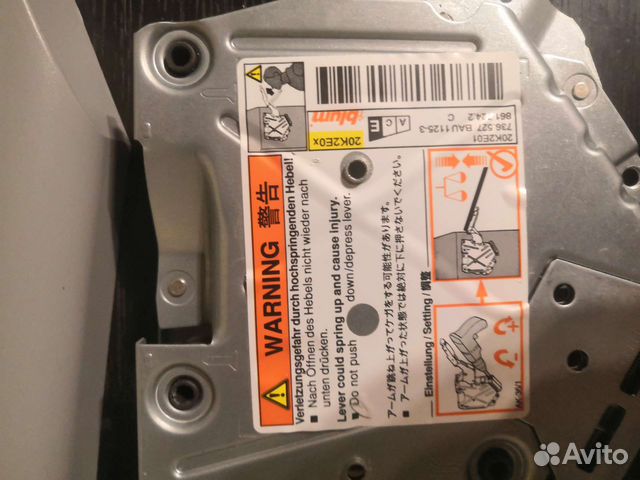 WARNING 警告
Verletzungsgefahr durch hochspringenden Hebel!
■ Nach Öffnen des Hebels nicht wieder nach
unten drücken.
Lever could spring up and cause injury.
■ Do not push down/depress lever.
アームが跳ね上がってケガをする可能性があります。
■ アームが上がった状態では絶対に下に押さないでください。
Einstellung / Setting / 調整
20K2E0x
A C E
blum
20K2E01
736 527 BAU1125-3
C
Avito